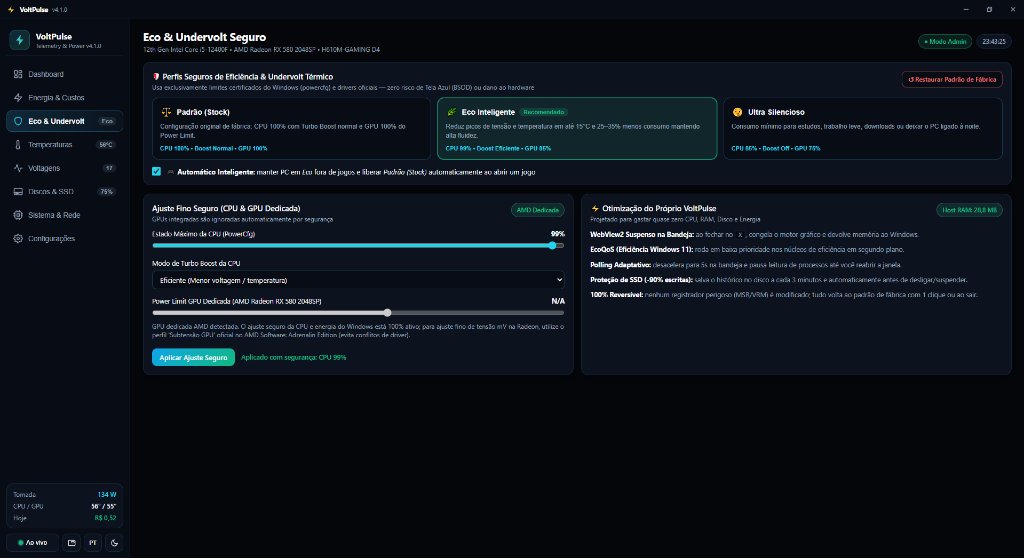 VoltPulse v4.1.0
VoltPulse
Telemetry & Power v4.1.0
Dashboard
Energia & Custos
Eco & Undervolt Eco
Temperaturas 56°C
Voltagens 17
Discos & SSD 75%
Sistema & Rede
Configurações
Tomada 134 W
CPU / GPU 56° / 55°
Hoje R$ 0,52
Ao vivo PT
Eco & Undervolt Seguro
12th Gen Intel Core i5-12400F • AMD Radeon RX 580 2048SP • H610M-GAMING D4
• Modo Admin 23:43:25
Perfis Seguros de Eficiência & Undervolt Térmico
Usa exclusivamente limites certificados do Windows (powercfg) e drivers oficiais — zero risco de Tela Azul (BSOD) ou dano ao hardware
↺ Restaurar Padrão de Fábrica
Padrão (Stock)
Configuração original de fábrica: CPU 100% com Turbo Boost normal e GPU 100% do
Power Limit.
CPU 100% • Boost Normal • GPU 100%
Eco Inteligente Recomendado
Reduz picos de tensão e temperatura em até 15°C e 25–35% menos consumo mantendo
alta fluidez.
CPU 99% • Boost Eficiente • GPU 85%
Ultra Silencioso
Consumo mínimo para estudos, trabalho leve, downloads ou deixar o PC ligado à noite.
CPU 85% • Boost Off • GPU 75%
Automático Inteligente: manter PC em Eco fora de jogos e liberar Padrão (Stock) automaticamente ao abrir um jogo
Ajuste Fino Seguro (CPU & GPU Dedicada)
GPUs integradas são ignoradas automaticamente por segurança
AMD Dedicada
Estado Máximo da CPU (PowerCfg) 99%
Modo de Turbo Boost da CPU
Eficiente (Menor voltagem / temperatura)
Power Limit GPU Dedicada (AMD Radeon RX 580 2048SP) N/A
GPU dedicada AMD detectada. O ajuste seguro da CPU e energia do Windows está 100% ativo; para ajuste fino de tensão mV na Radeon, utilize o
perfil 'Subtensão GPU' oficial no AMD Software: Adrenalin Edition (evita conflitos de driver).
Aplicar Ajuste Seguro Aplicado com segurança: CPU 99%
Otimização do Próprio VoltPulse
Projetado para gastar quase zero CPU, RAM, Disco e Energia
Host RAM: 28,8 MB
WebView2 Suspenso na Bandeja: ao fechar no X, congela o motor gráfico e devolve memória ao Windows.
EcoQoS (Eficiência Windows 11): roda em baixa prioridade nos núcleos de eficiência em segundo plano.
Polling Adaptativo: desacelera para 5s na bandeja e pausa leitura de processos até você reabrir a janela.
Proteção de SSD (-90% escritas): salva o histórico no disco a cada 3 minutos e automaticamente antes de desligar/suspender.
100% Reversível: nenhum registrador perigoso (MSR/VRM) é modificado; tudo volta ao padrão de fábrica com 1 clique ou ao sair.